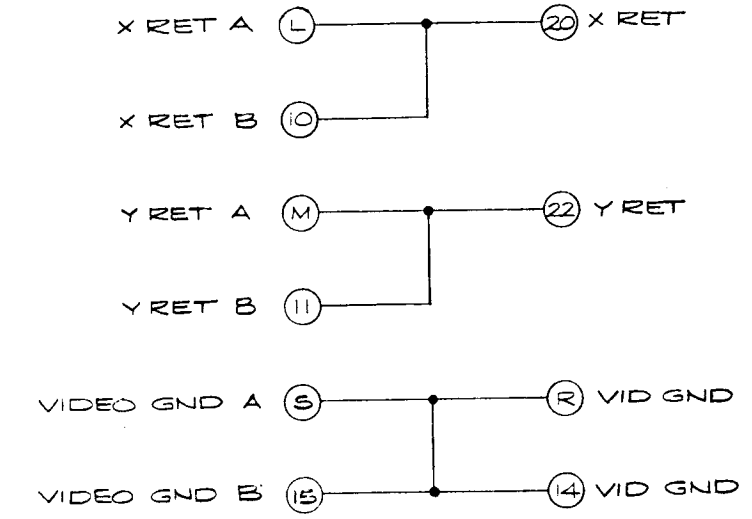 X RET A L 20 X RET
X RET B 10
Y RET A M 22 Y RET
Y RET B 11
VIDEO GND A S R VID GND
VIDEO GND B 15 14 VID GND